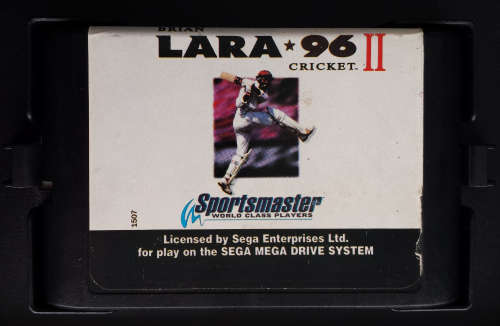 BRIAN
LARA★96 II
CRICKET™
Sportsmaster
WORLD CLASS PLAYERS
1507
Licensed by Sega Enterprises Ltd.
for play on the SEGA MEGA DRIVE SYSTEM